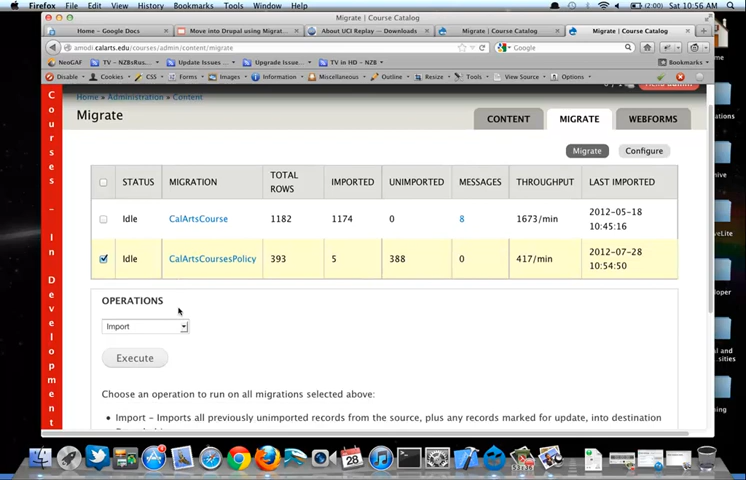 Firefox File Edit View History Bookmarks Tools Window Help (2:00) Sat 10:56 AM
Migrate | Course Catalog
Home – Google Docs Move into Drupal using Migrat... About UCI Replay — Downloads Migrate | Course Catalog Migrate | Course Catalog
amodi.calarts.edu/courses/admin/content/migrate Google
NeoGAF TV – NZBsRus... Update Issues ... Upgrade Issue... TV in HD – NZB Bookmarks
Disable Cookies CSS Forms Images Information Miscellaneous Outline Resize Tools View Source Options
Home » Administration » Content
Migrate
CONTENT MIGRATE WEBFORMS
Migrate Configure
STATUS MIGRATION TOTAL ROWS IMPORTED UNIMPORTED MESSAGES THROUGHPUT LAST IMPORTED
Idle CalArtsCourse 1182 1174 0 8 1673/min 2012-05-18 10:45:16
Idle CalArtsCoursesPolicy 393 5 388 0 417/min 2012-07-28 10:54:50
OPERATIONS
Import
Execute
Choose an operation to run on all migrations selected above:
• Import – Imports all previously unimported records from the source, plus any records marked for update, into destination
Courses - In Development
28